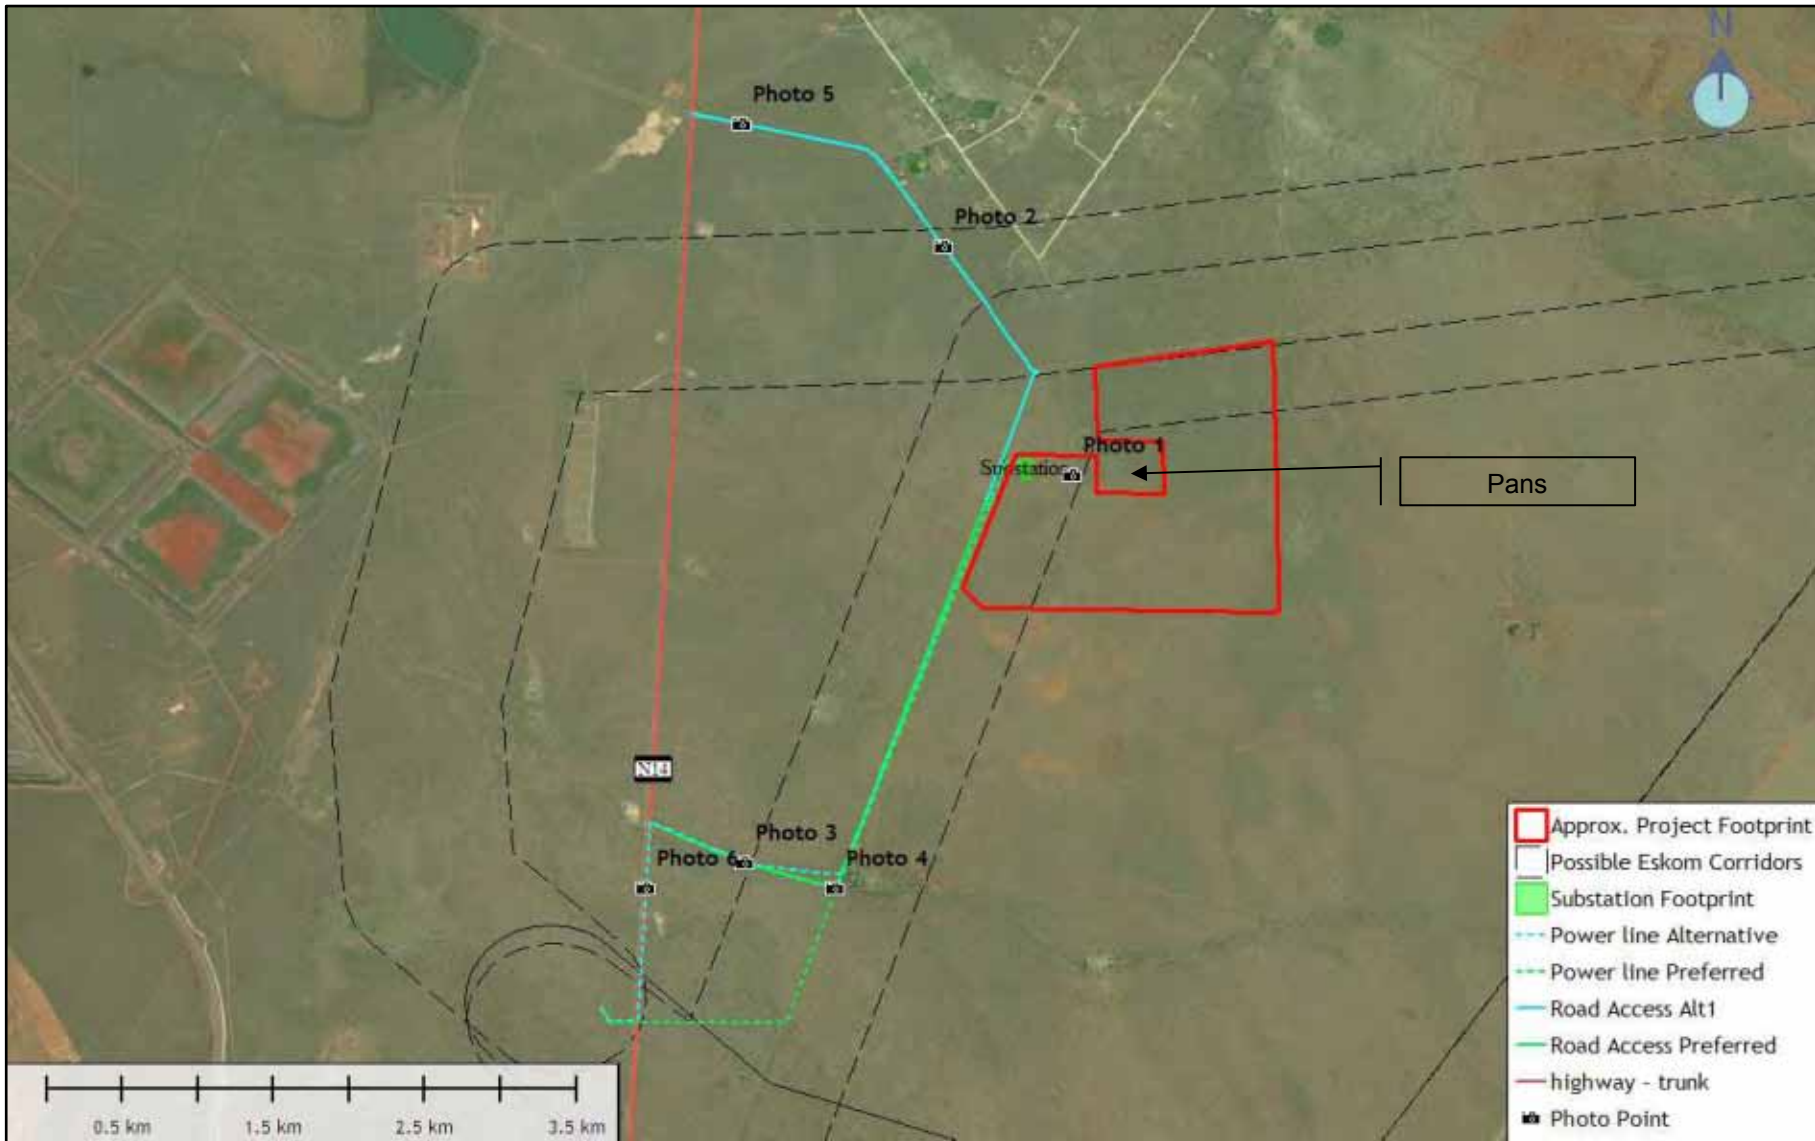 N
Photo 5
Photo 2
Photo 1
Substation
Pans
N14
Photo 3
Photo 6
Photo 4
Approx. Project Footprint
Possible Eskom Corridors
Substation Footprint
Power line Alternative
Power line Preferred
Road Access Alt1
Road Access Preferred
highway - trunk
Photo Point
0.5 km
1.5 km
2.5 km
3.5 km